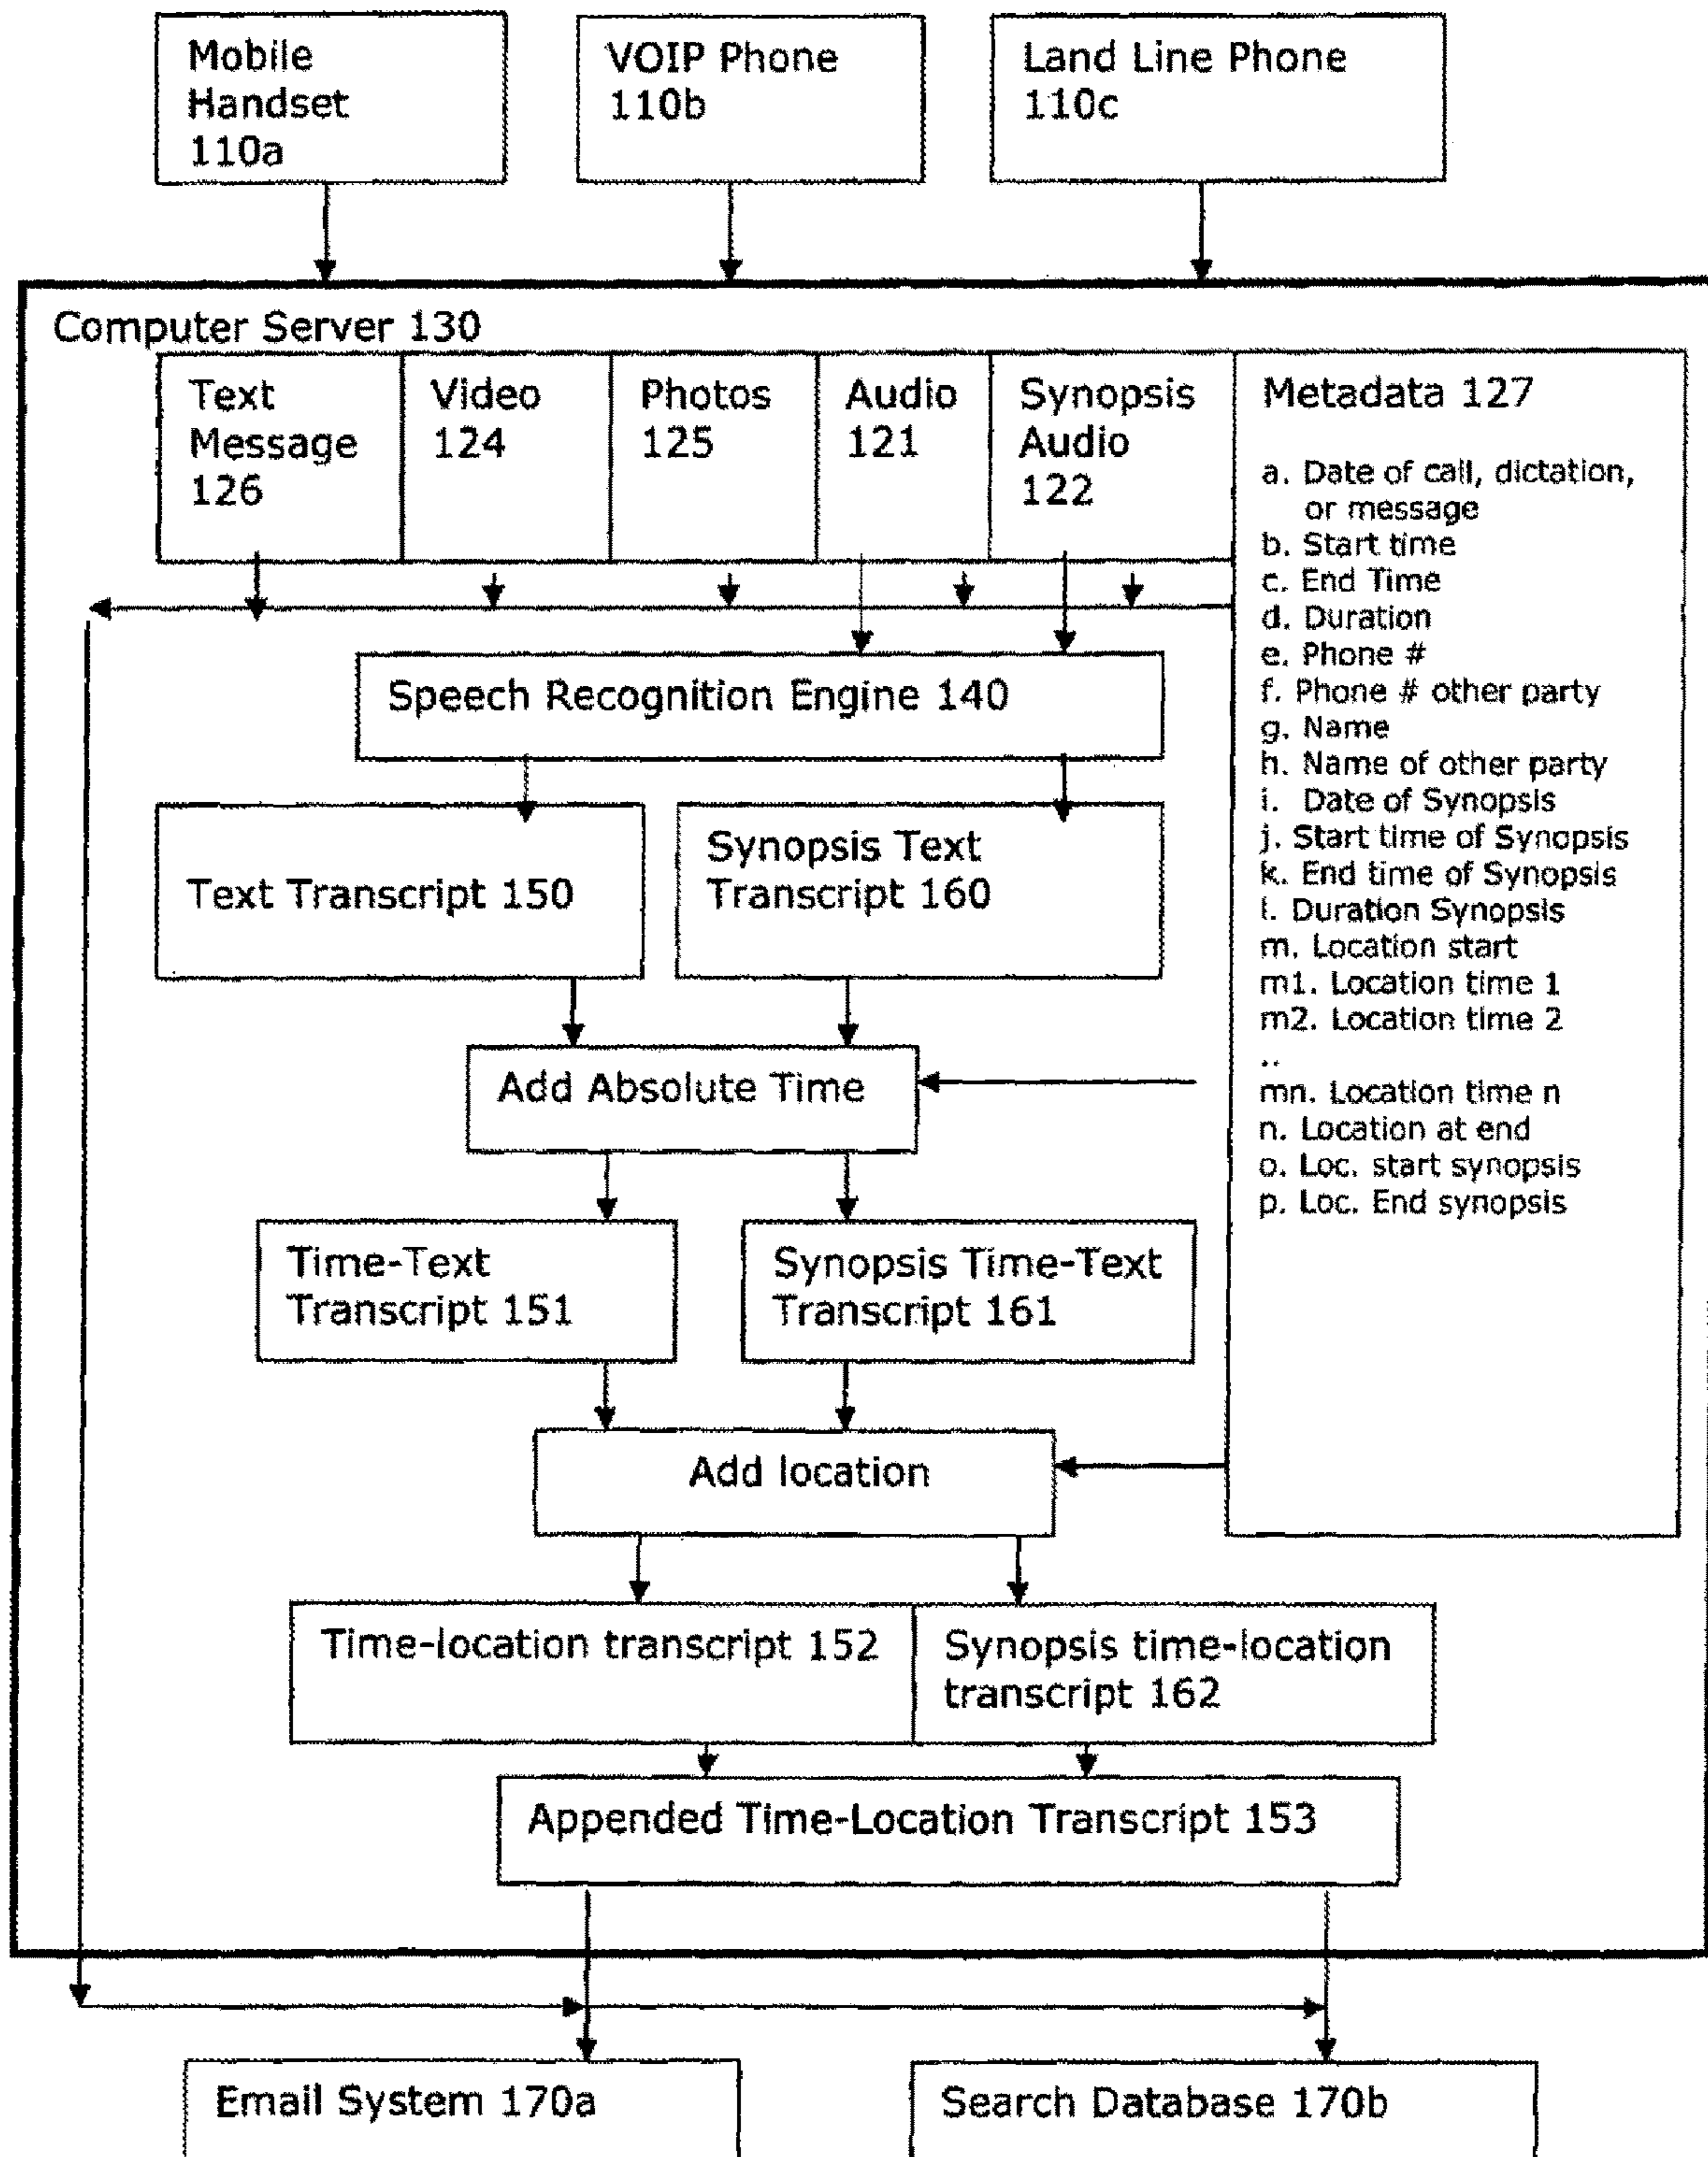 Mobile
Handset
110a
VOIP Phone
110b
Land Line Phone
110c
Computer Server 130
Text
Message
126
Video
124
Photos
125
Audio
121
Synopsis
Audio
122
Metadata 127
a. Date of call, dictation,
or message
b. Start time
c. End Time
d. Duration
e. Phone #
f. Phone # other party
g. Name
h. Name of other party
i. Date of Synopsis
j. Start time of Synopsis
k. End time of Synopsis
l. Duration Synopsis
m. Location start
m1. Location time 1
m2. Location time 2
..
mn. Location time n
n. Location at end
o. Loc. start synopsis
p. Loc. End synopsis
Speech Recognition Engine 140
Text Transcript 150
Synopsis Text
Transcript 160
Add Absolute Time
Time-Text
Transcript 151
Synopsis Time-Text
Transcript 161
Add location
Time-location transcript 152
Synopsis time-location
transcript 162
Appended Time-Location Transcript 153
Email System 170a
Search Database 170b